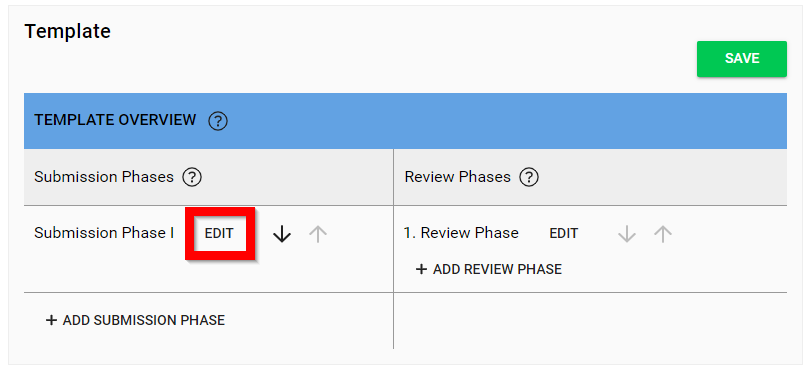 Template
SAVE
TEMPLATE OVERVIEW ?
Submission Phases ?
Review Phases ?
Submission Phase I EDIT
1. Review Phase EDIT
+ ADD REVIEW PHASE
+ ADD SUBMISSION PHASE